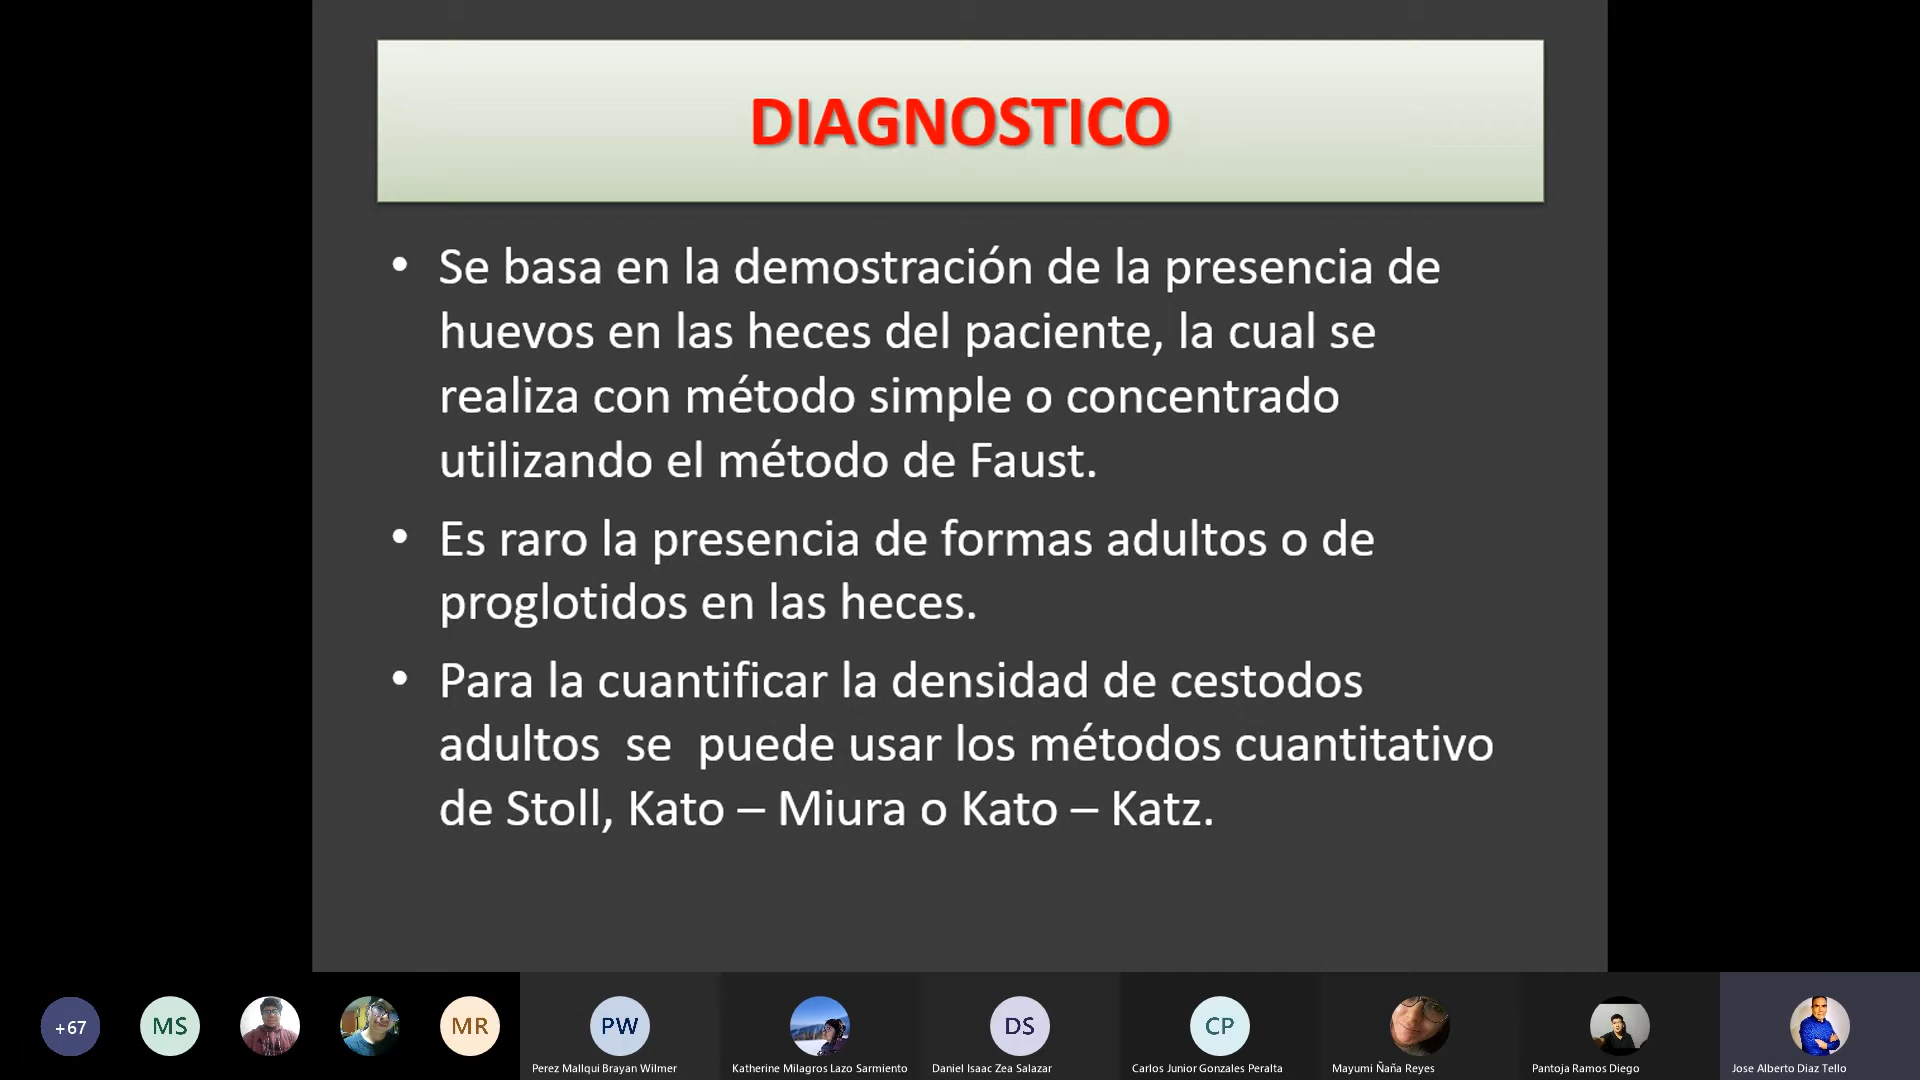 DIAGNOSTICO
• Se basa en la demostración de la presencia de
huevos en las heces del paciente, la cual se
realiza con método simple o concentrado
utilizando el método de Faust.
• Es raro la presencia de formas adultos o de
proglotidos en las heces.
• Para la cuantificar la densidad de cestodos
adultos se puede usar los métodos cuantitativo
de Stoll, Kato – Miura o Kato – Katz.
+67
MS
MR
PW
DS
CP
Perez Mallqui Brayan Wilmer
Katherine Milagros Lazo Sarmiento
Daniel Isaac Zea Salazar
Carlos Junior Gonzales Peralta
Mayumi Ñaña Reyes
Pantoja Ramos Diego
Jose Alberto Diaz Tello